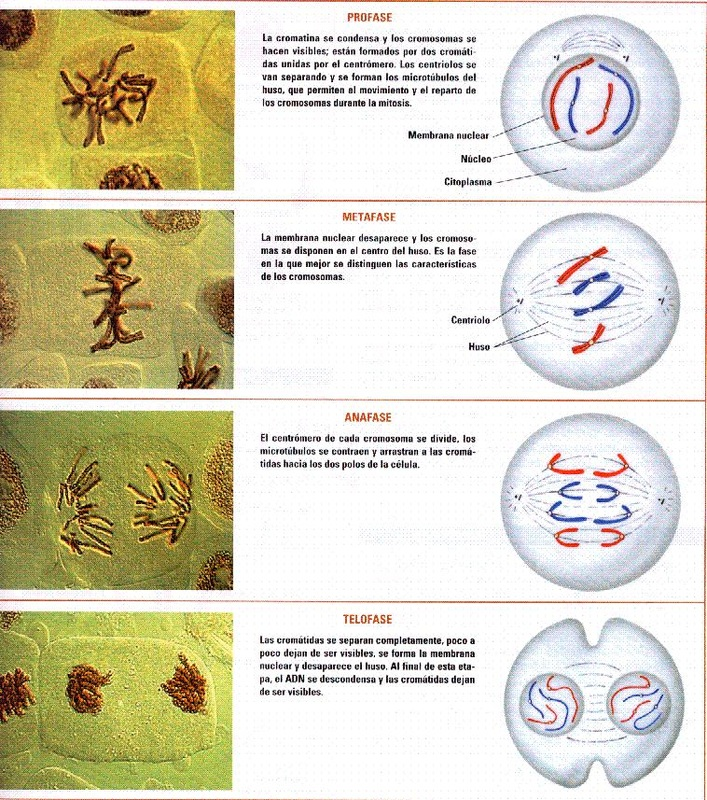 PROFASE
La cromatina se condensa y los cromosomas se
hacen visibles; están formados por dos cromáti-
das unidas por el centrómero. Los centriolos se
van separando y se forman los microtúbulos del
huso, que permiten el movimiento y el reparto de
los cromosomas durante la mitosis.
Membrana nuclear
Núcleo
Citoplasma
METAFASE
La membrana nuclear desaparece y los cromoso-
mas se disponen en el centro del huso. Es la fase
en la que mejor se distinguen las características
de los cromosomas.
Centriolo
Huso
ANAFASE
El centrómero de cada cromosoma se divide, los
microtúbulos se contraen y arrastran a las cromá-
tidas hacia los dos polos de la célula.
TELOFASE
Las cromátidas se separan completamente, poco a
poco dejan de ser visibles, se forma la membrana
nuclear y desaparece el huso. Al final de esta eta-
pa, el ADN se descondensa y las cromátidas dejan
de ser visibles.